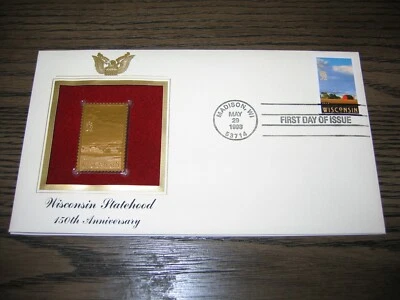 WISCONSIN
MADISON, WI
MAY
29
1998
53714
FIRST DAY OF ISSUE
Wisconsin Statehood
150th Anniversary